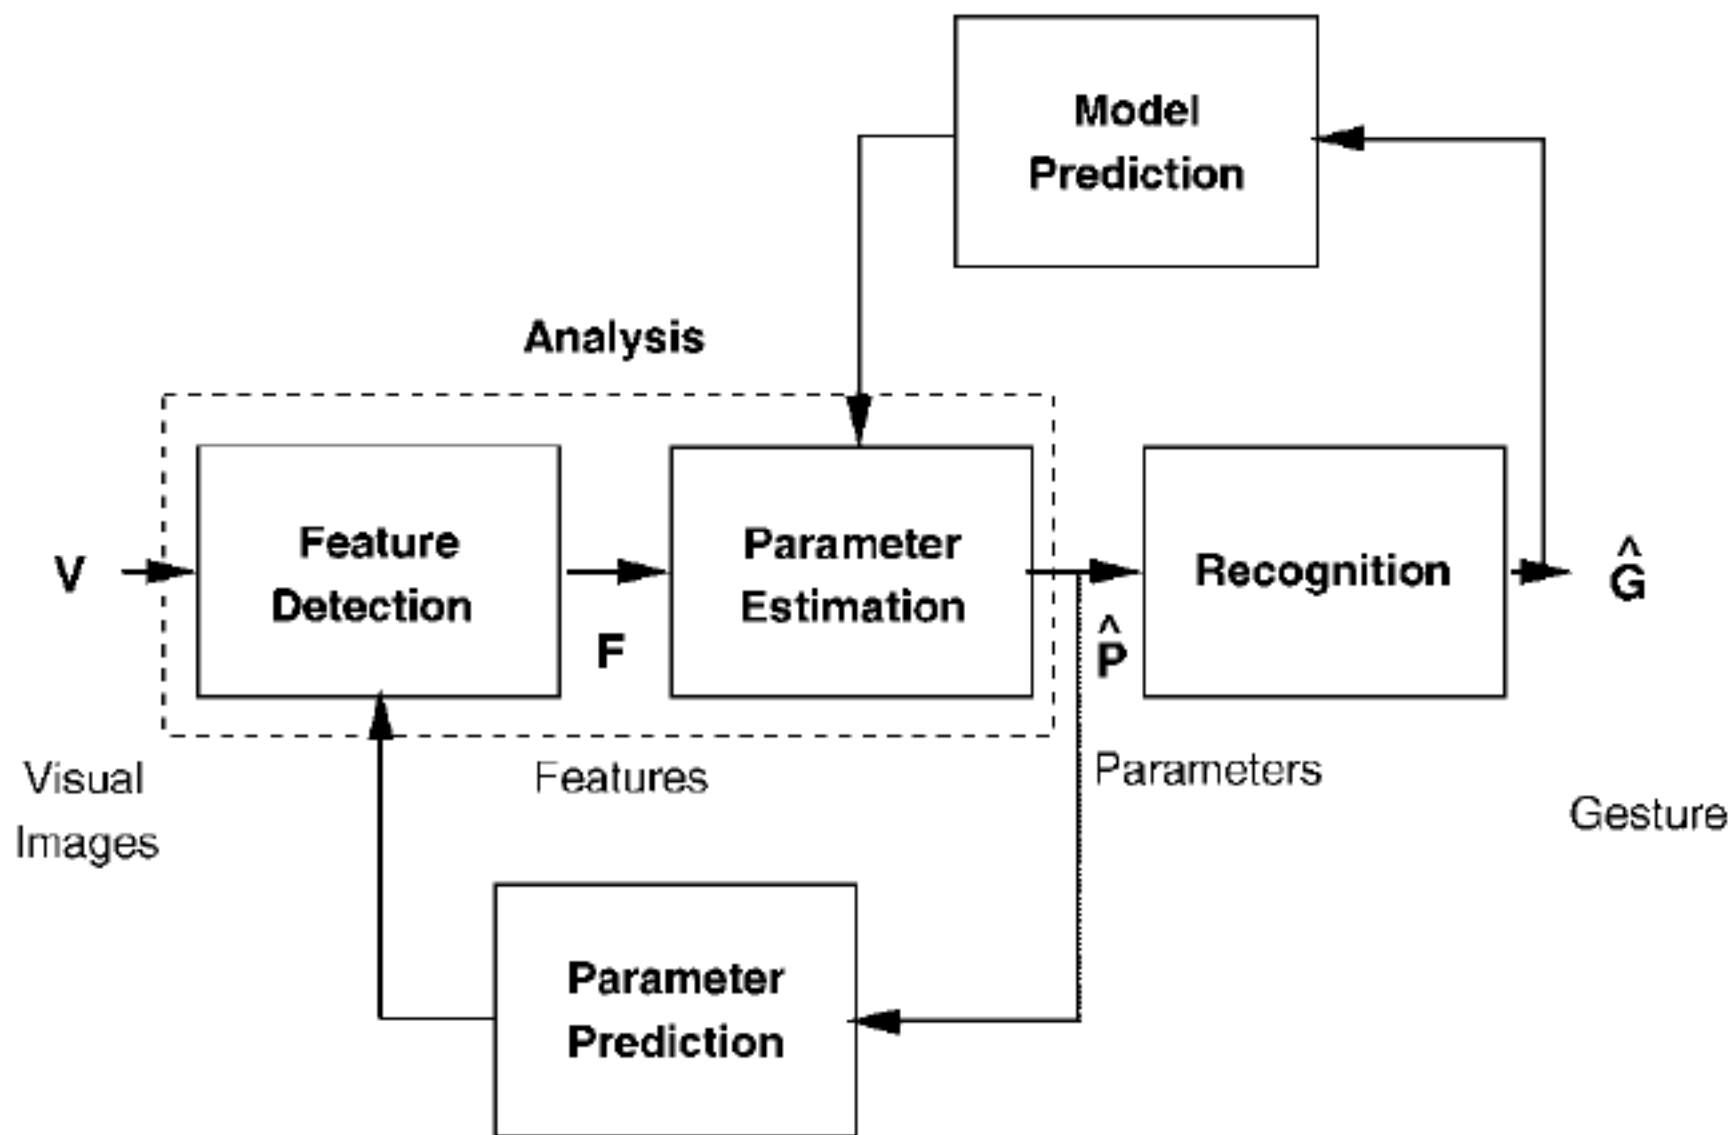 Model
Prediction
Analysis
Feature
Detection
Parameter
Estimation
Recognition
V
F
P̂
Ĝ
Visual
Images
Features
Parameters
Gesture
Parameter
Prediction